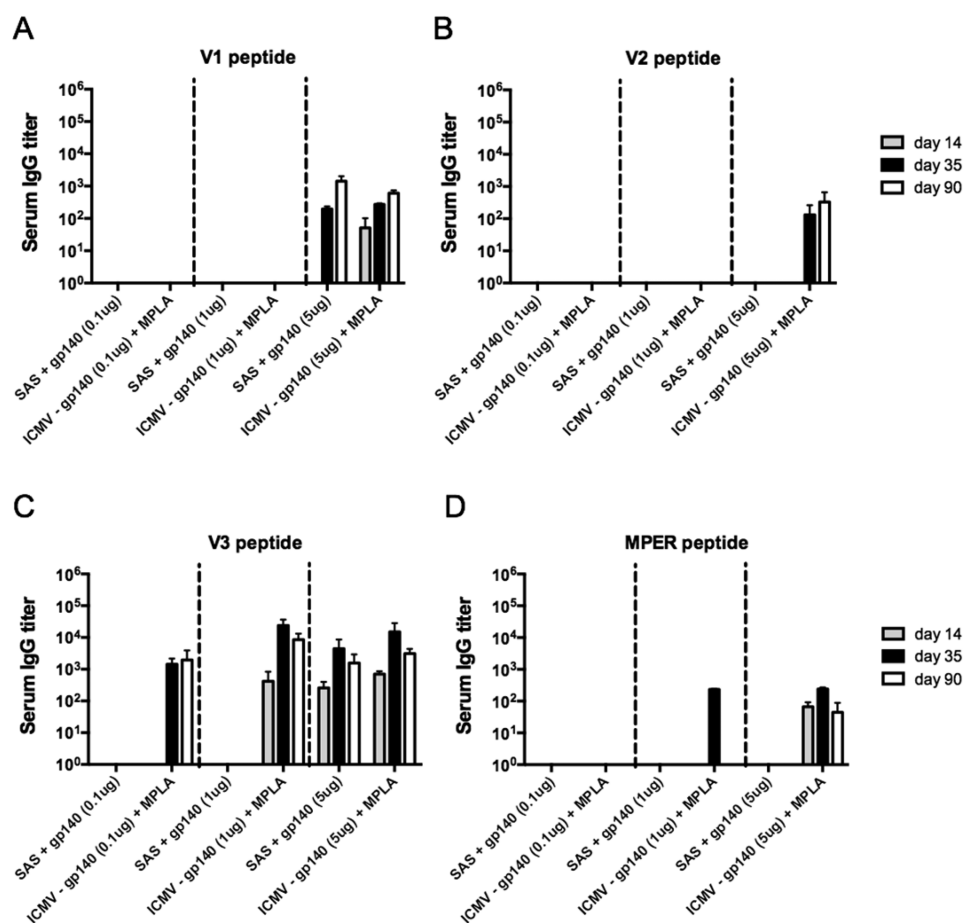 A
V1 peptide
Serum IgG titer
10⁶
10⁵
10⁴
10³
10²
10¹
10⁰
SAS + gp140 (0.1ug)
ICMV - gp140 (0.1ug) + MPLA
SAS + gp140 (1ug)
ICMV - gp140 (1ug) + MPLA
SAS + gp140 (5ug)
ICMV - gp140 (5ug) + MPLA
B
V2 peptide
Serum IgG titer
10⁶
10⁵
10⁴
10³
10²
10¹
10⁰
SAS + gp140 (0.1ug)
ICMV - gp140 (0.1ug) + MPLA
SAS + gp140 (1ug)
ICMV - gp140 (1ug) + MPLA
SAS + gp140 (5ug)
ICMV - gp140 (5ug) + MPLA
day 14
day 35
day 90
C
V3 peptide
Serum IgG titer
10⁶
10⁵
10⁴
10³
10²
10¹
10⁰
SAS + gp140 (0.1ug)
ICMV - gp140 (0.1ug) + MPLA
SAS + gp140 (1ug)
ICMV - gp140 (1ug) + MPLA
SAS + gp140 (5ug)
ICMV - gp140 (5ug) + MPLA
D
MPER peptide
Serum IgG titer
10⁶
10⁵
10⁴
10³
10²
10¹
10⁰
SAS + gp140 (0.1ug)
ICMV - gp140 (0.1ug) + MPLA
SAS + gp140 (1ug)
ICMV - gp140 (1ug) + MPLA
SAS + gp140 (5ug)
ICMV - gp140 (5ug) + MPLA
day 14
day 35
day 90